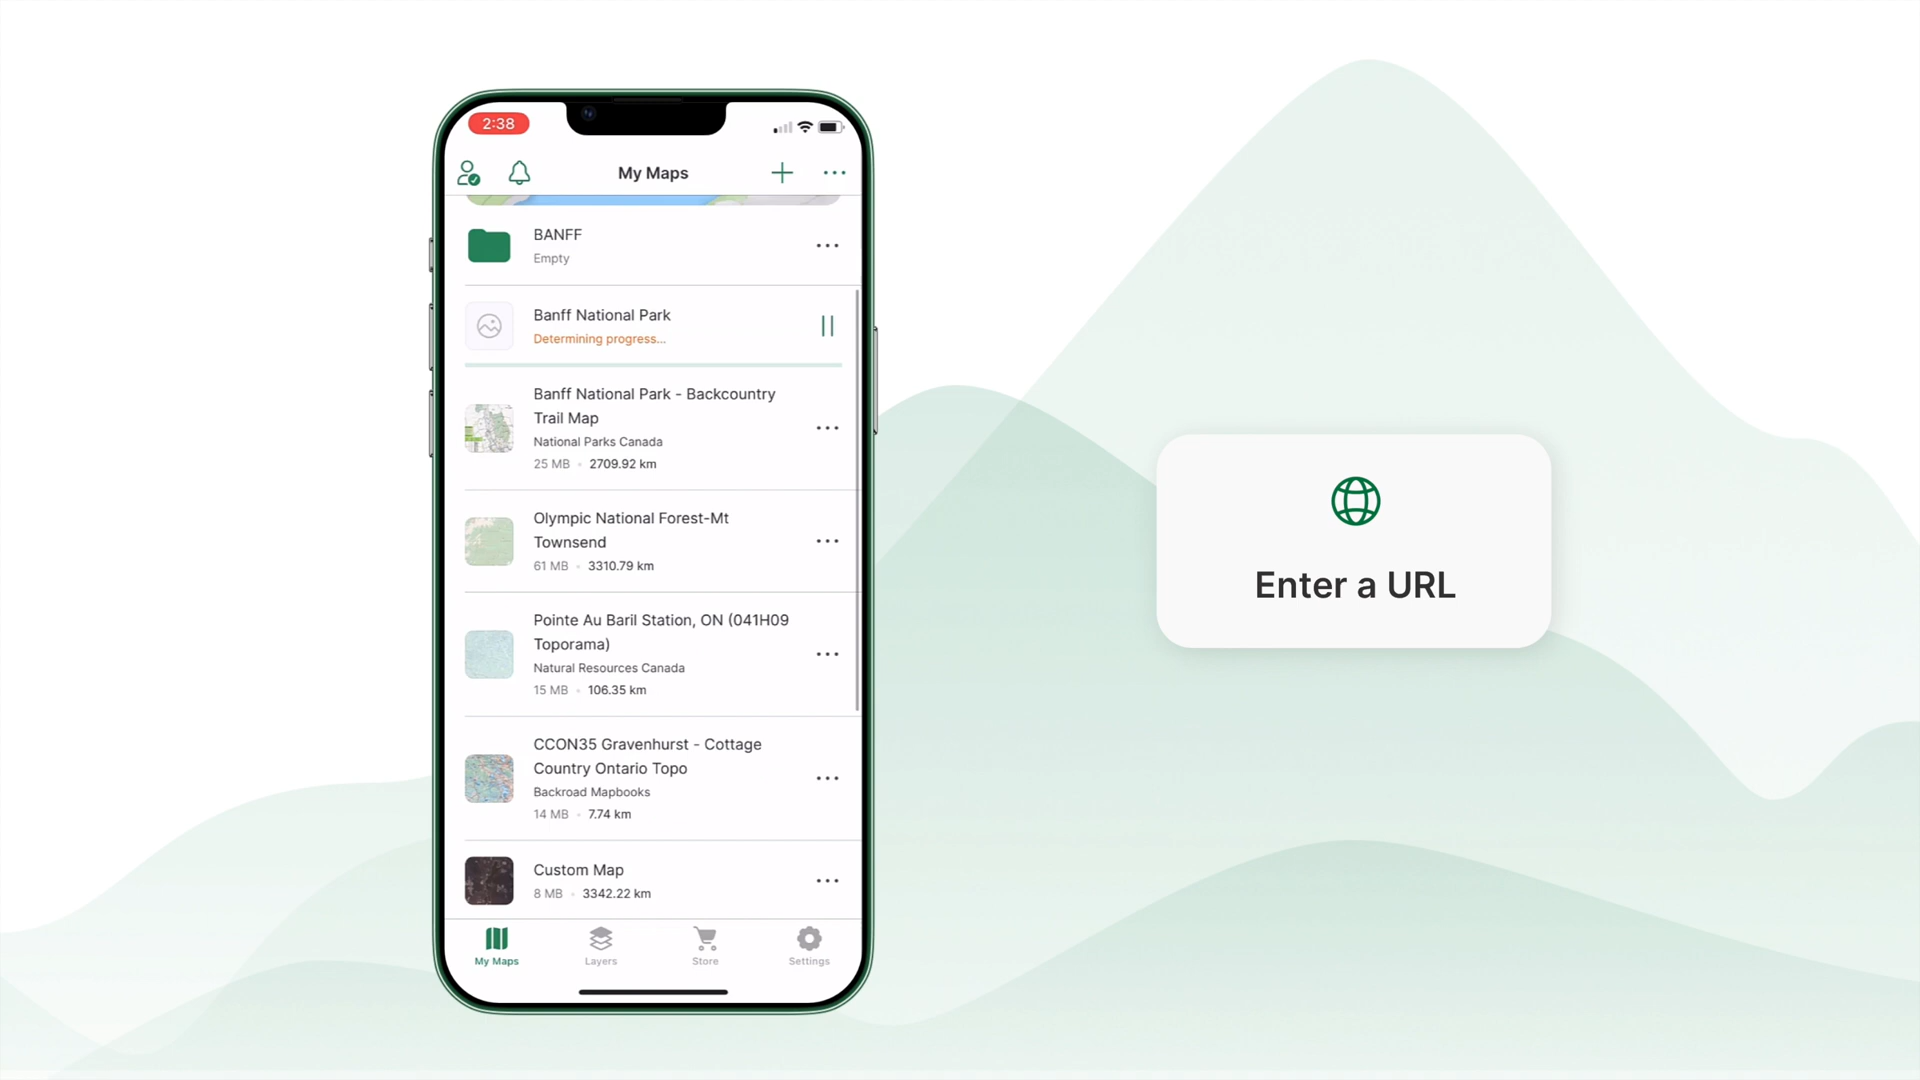 2:38
My Maps
BANFF
Empty
Banff National Park
Determining progress...
Banff National Park - Backcountry
Trail Map
National Parks Canada
25 MB • 2709.92 km
Olympic National Forest-Mt
Townsend
61 MB • 3310.79 km
Pointe Au Baril Station, ON (041H09
Toporama)
Natural Resources Canada
15 MB • 106.35 km
CCON35 Gravenhurst - Cottage
Country Ontario Topo
Backroad Mapbooks
14 MB • 7.74 km
Custom Map
8 MB • 3342.22 km
My Maps Layers Store Settings
Enter a URL